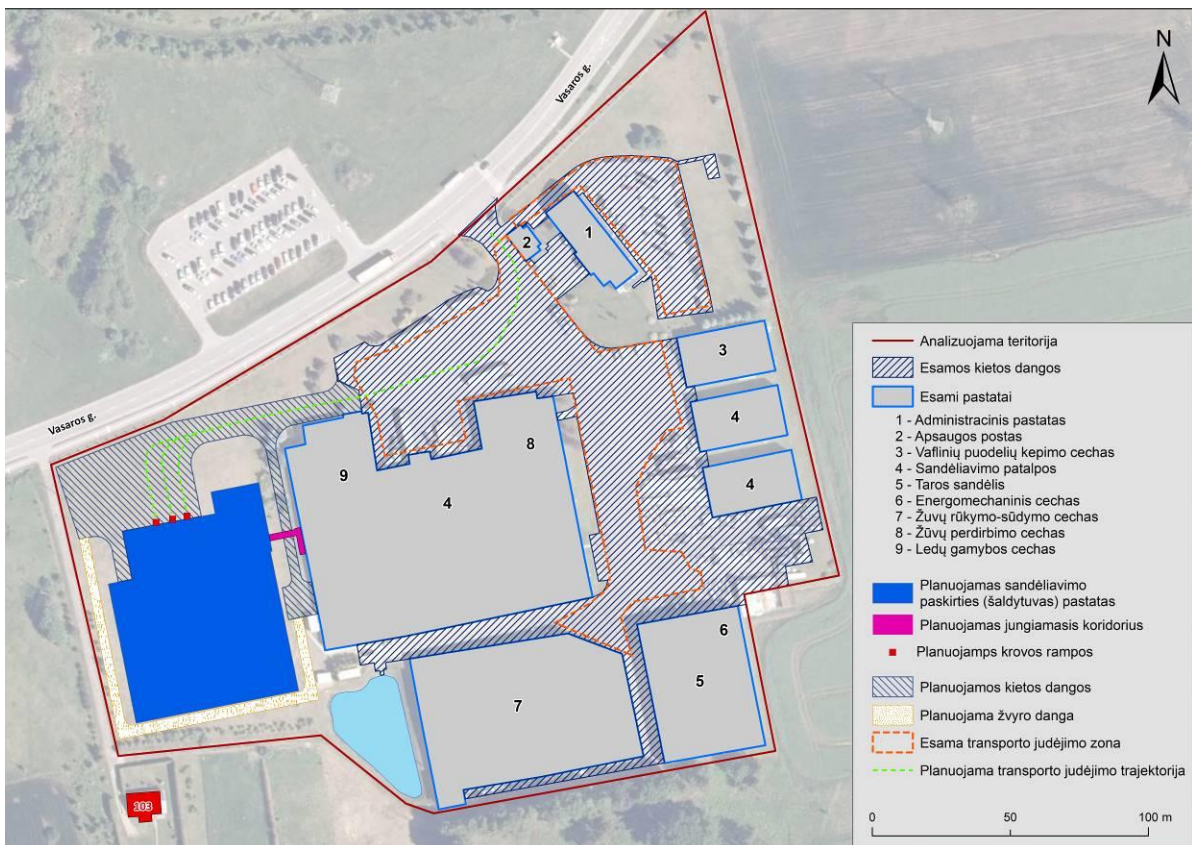 N
Vasaros g.
Vasaros g.
1
2
3
4
4
8
9
4
6
5
7
103
Analizuojama teritorija
Esamos kietos dangos
Esami pastatai
1 - Administracinis pastatas
2 - Apsaugos postas
3 - Vaflinių puodelių kepimo cechas
4 - Sandėliavimo patalpos
5 - Taros sandėlis
6 - Energomechaninis cechas
7 - Žuvų rūkymo-sūdymo cechas
8 - Žūvų perdirbimo cechas
9 - Ledų gamybos cechas
Planuojamas sandėliavimo
paskirties (šaldytuvas) pastatas
Planuojamas jungiamasis koridorius
Planuojamps krovos rampos
Planuojamos kietos dangos
Planuojama žvyro danga
Esama transporto judėjimo zona
Planuojama transporto judėjimo trajektorija
0 50 100 m